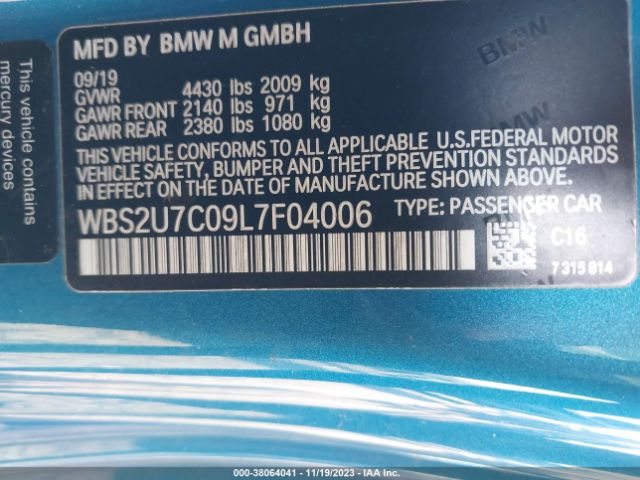 This vehicle contains
mercury devices
MFD BY BMW M GMBH
09/19
GVWR 4430 lbs 2009 kg
GAWR FRONT 2140 lbs 971 kg
GAWR REAR 2380 lbs 1080 kg
THIS VEHICLE CONFORMS TO ALL APPLICABLE U.S.FEDERAL MOTOR
VEHICLE SAFETY, BUMPER AND THEFT PREVENTION STANDARDS
IN EFFECT ON THE DATE OF MANUFACTURE SHOWN ABOVE.
WBS2U7C09L7F04006 TYPE: PASSENGER CAR
C16
7315814
BMW
BMW
BMW
000-38064041 - 11/19/2023 - IAA Inc.